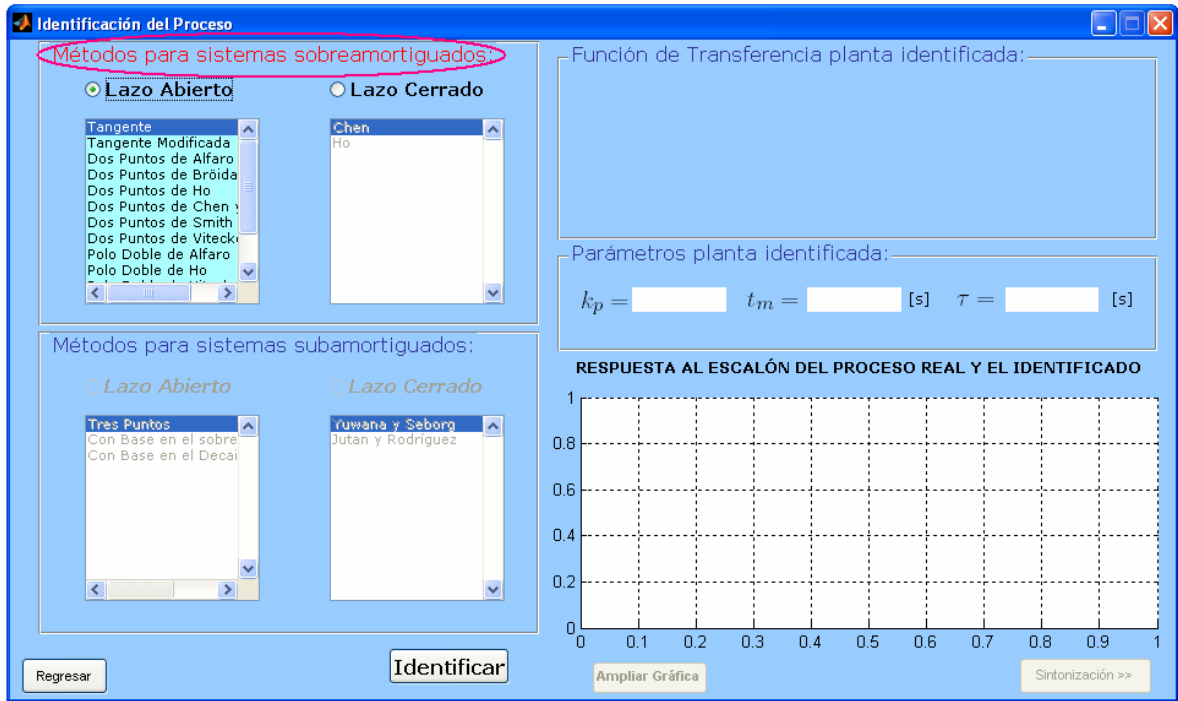 Identificación del Proceso
Métodos para sistemas sobreamortiguados:
Lazo Abierto
Lazo Cerrado
Tangente
Tangente Modificada
Dos Puntos de Alfaro
Dos Puntos de Bröida
Dos Puntos de Ho
Dos Puntos de Chen y
Dos Puntos de Smith
Dos Puntos de Viteck
Polo Doble de Alfaro
Polo Doble de Ho
Chen
Ho
Métodos para sistemas subamortiguados:
Lazo Abierto
Lazo Cerrado
Tres Puntos
Con Base en el sobre
Con Base en el Decai
Yuwana y Seborg
Jutan y Rodríguez
Regresar
Identificar
Función de Transferencia planta identificada:
Parámetros planta identificada:
k_p = t_m = [s] τ = [s]
RESPUESTA AL ESCALÓN DEL PROCESO REAL Y EL IDENTIFICADO
1
0.8
0.6
0.4
0.2
0
0 0.1 0.2 0.3 0.4 0.5 0.6 0.7 0.8 0.9 1
Ampliar Gráfica
Sintonización >>